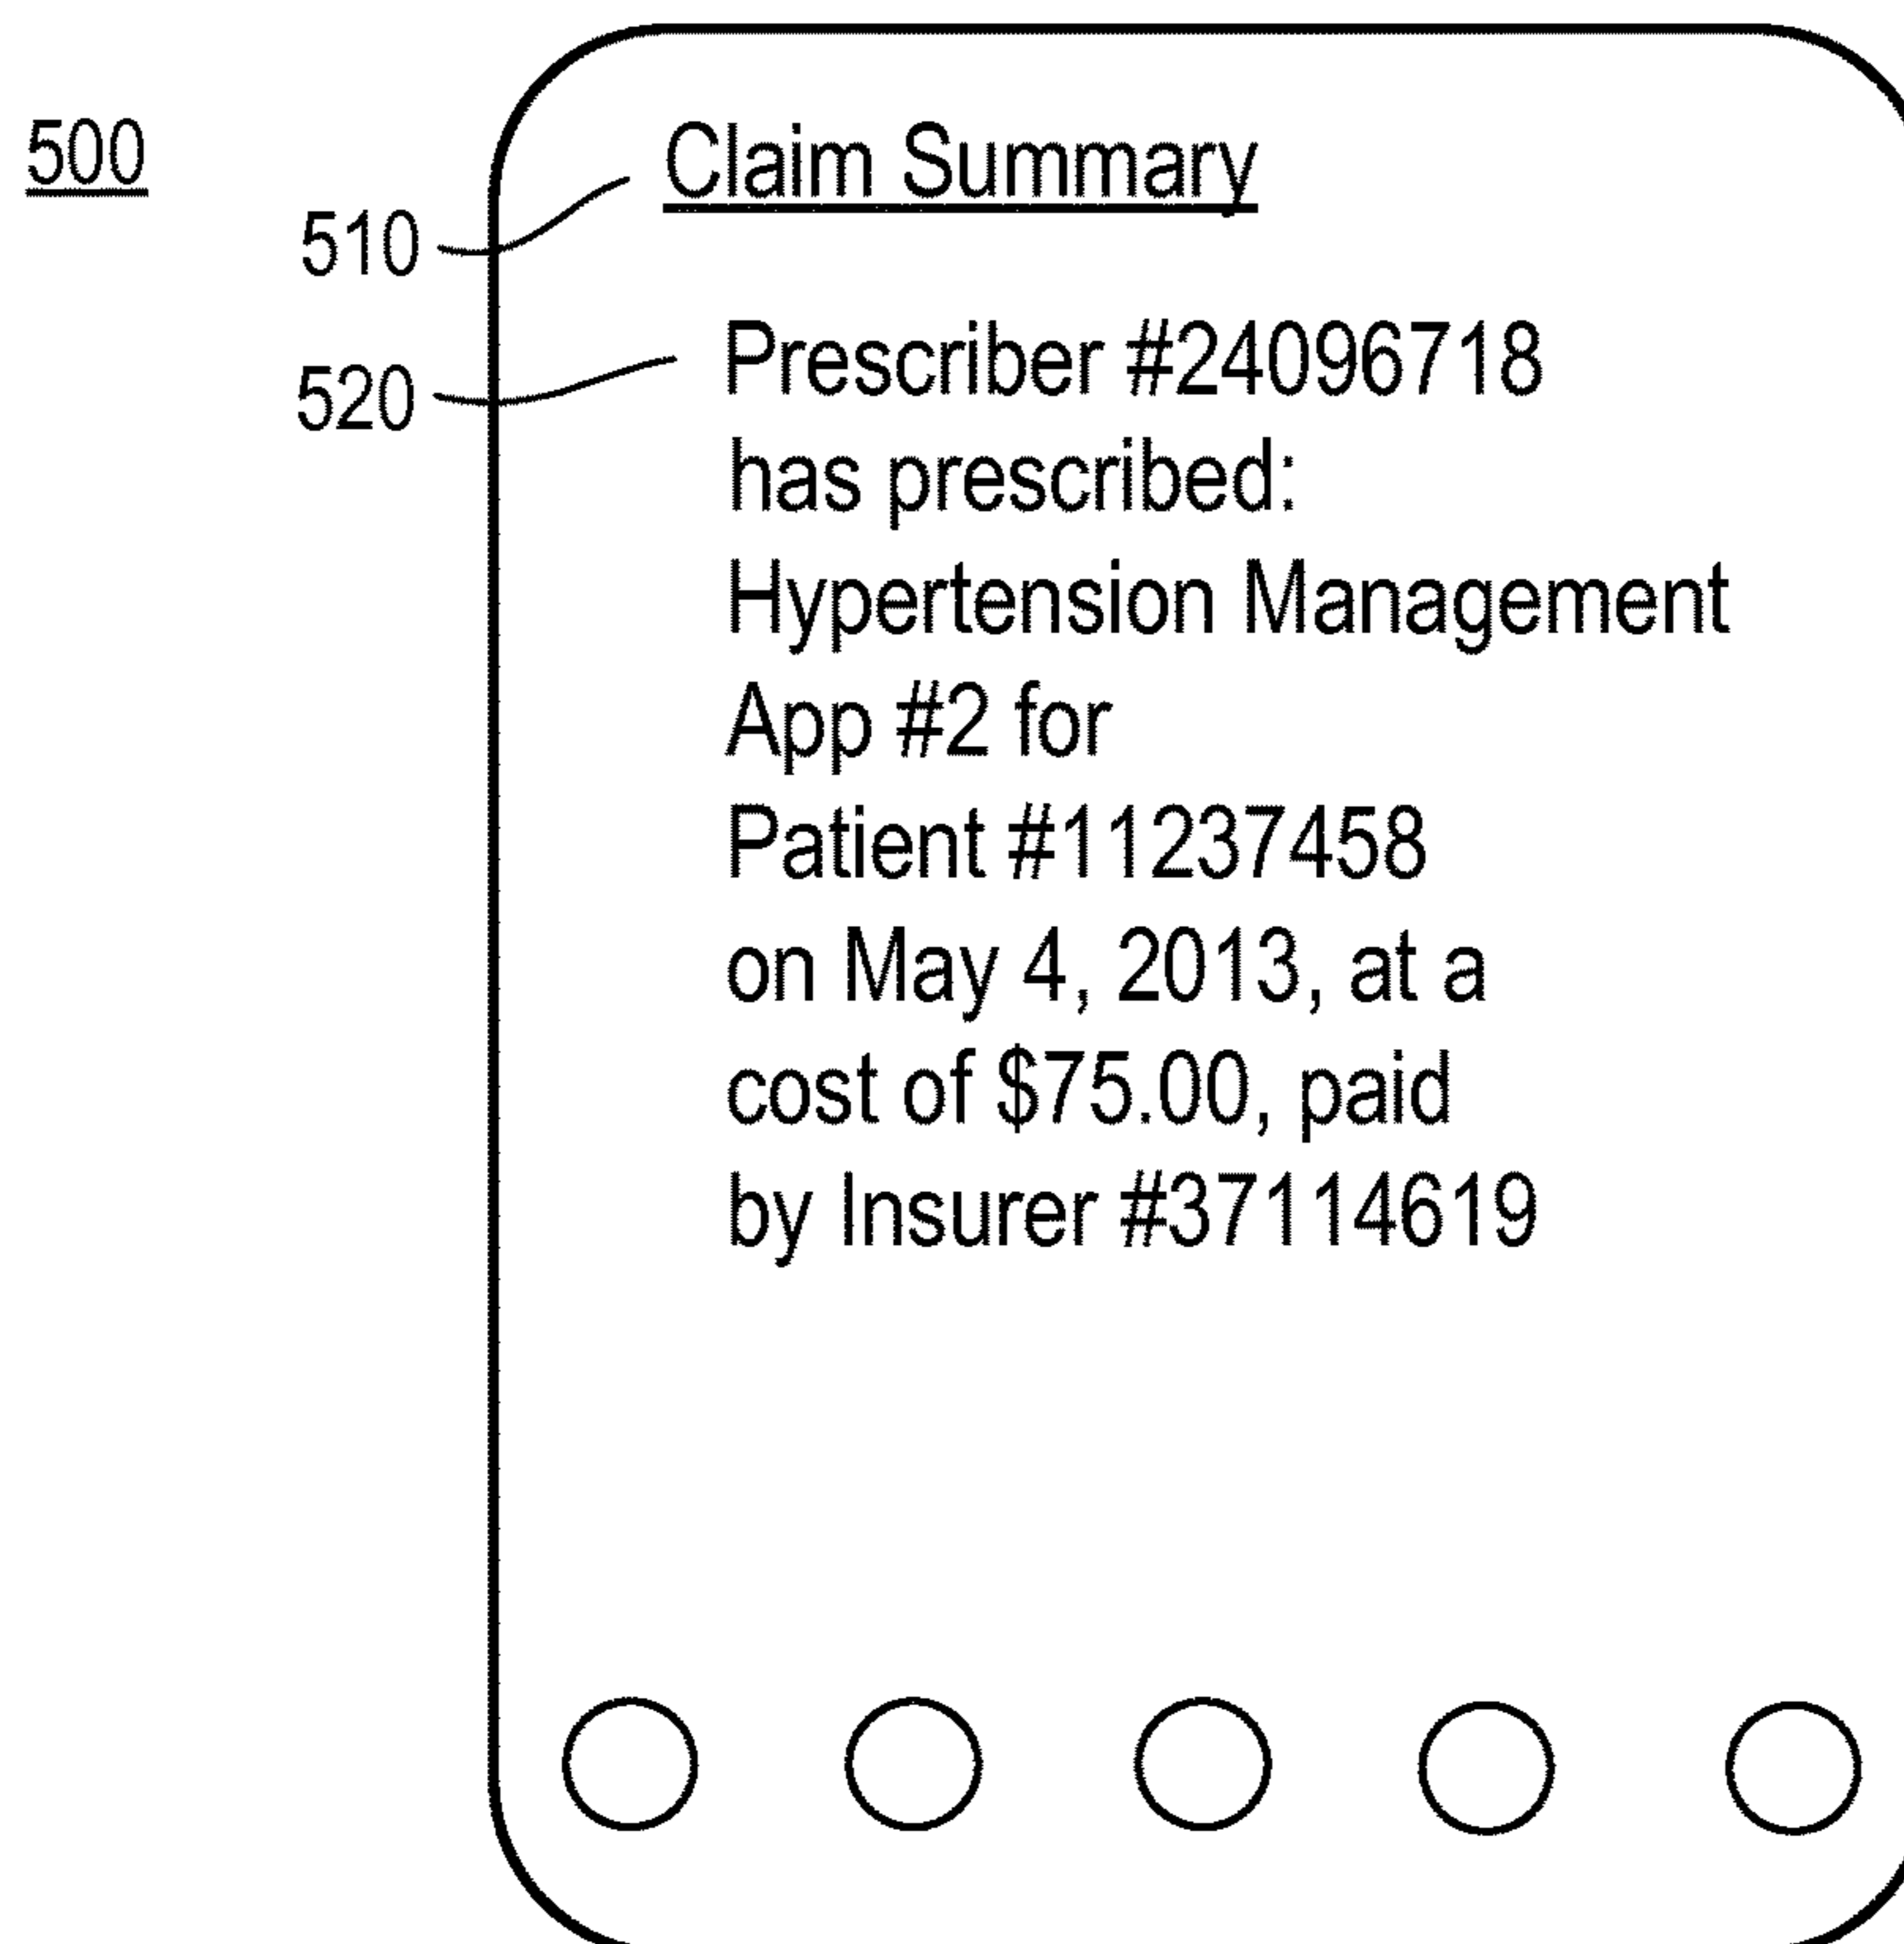 500
510
Claim Summary
520
Prescriber #24096718
has prescribed:
Hypertension Management
App #2 for
Patient #11237458
on May 4, 2013, at a
cost of $75.00, paid
by Insurer #37114619